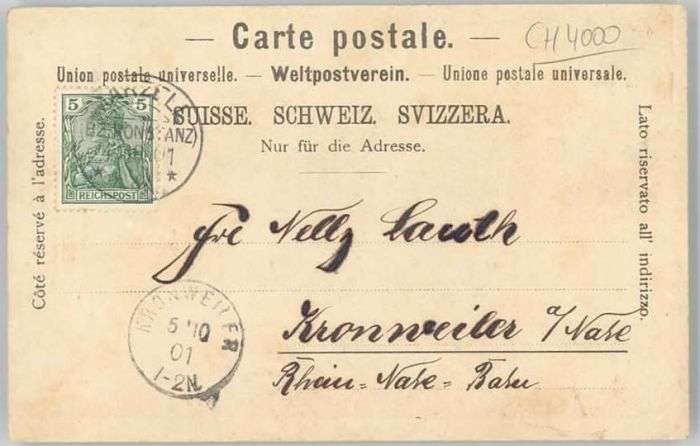 Carte postale.
CH 4000
Union postale universelle. — Weltpostverein. — Unione postale universale.
SUISSE. SCHWEIZ. SVIZZERA.
Nur für die Adresse.
Côté réservé à l'adresse.
Lato riservato all' indirizzo.
5 5
REICHSPOST
KONSTANZ)
01
Frl Nelly
Kronweiler a/Nahe
Rhein-Nahe-Bahn
KRONWEILER
5 10
01
1-2N.